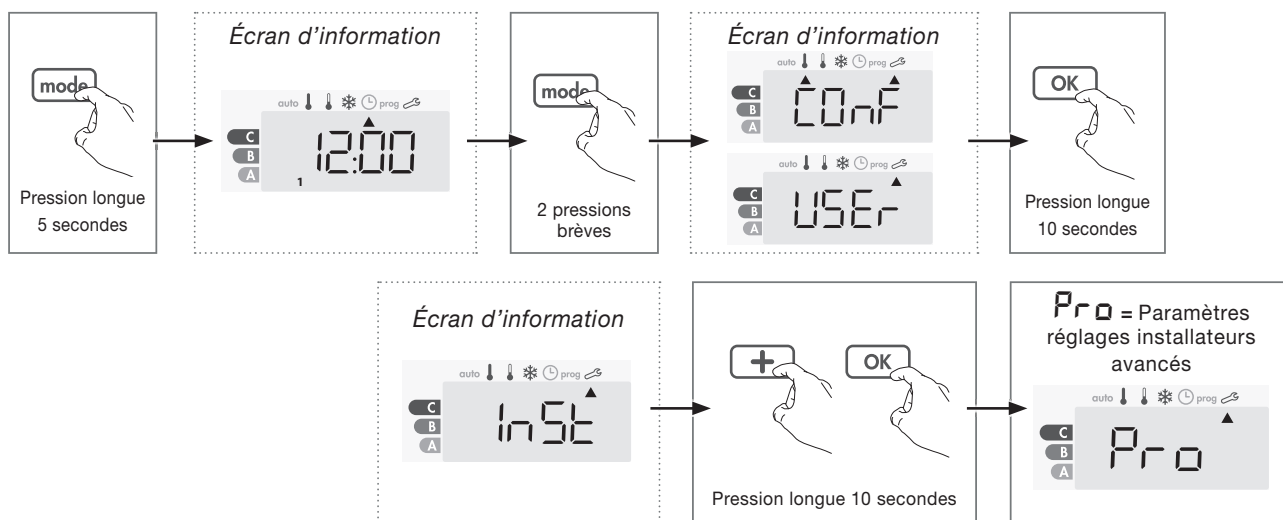 mode
Pression longue
5 secondes
Écran d'information
auto prog
C
B
A
12:00
1
mode
2 pressions
brèves
Écran d'information
auto prog
C
B
A
COnF
auto prog
C
B
A
USEr
OK
Pression longue
10 secondes
Écran d'information
auto prog
C
B
A
InSt
+
OK
Pression longue 10 secondes
Pro = Paramètres
réglages installateurs
avancés
auto prog
C
B
A
Pro